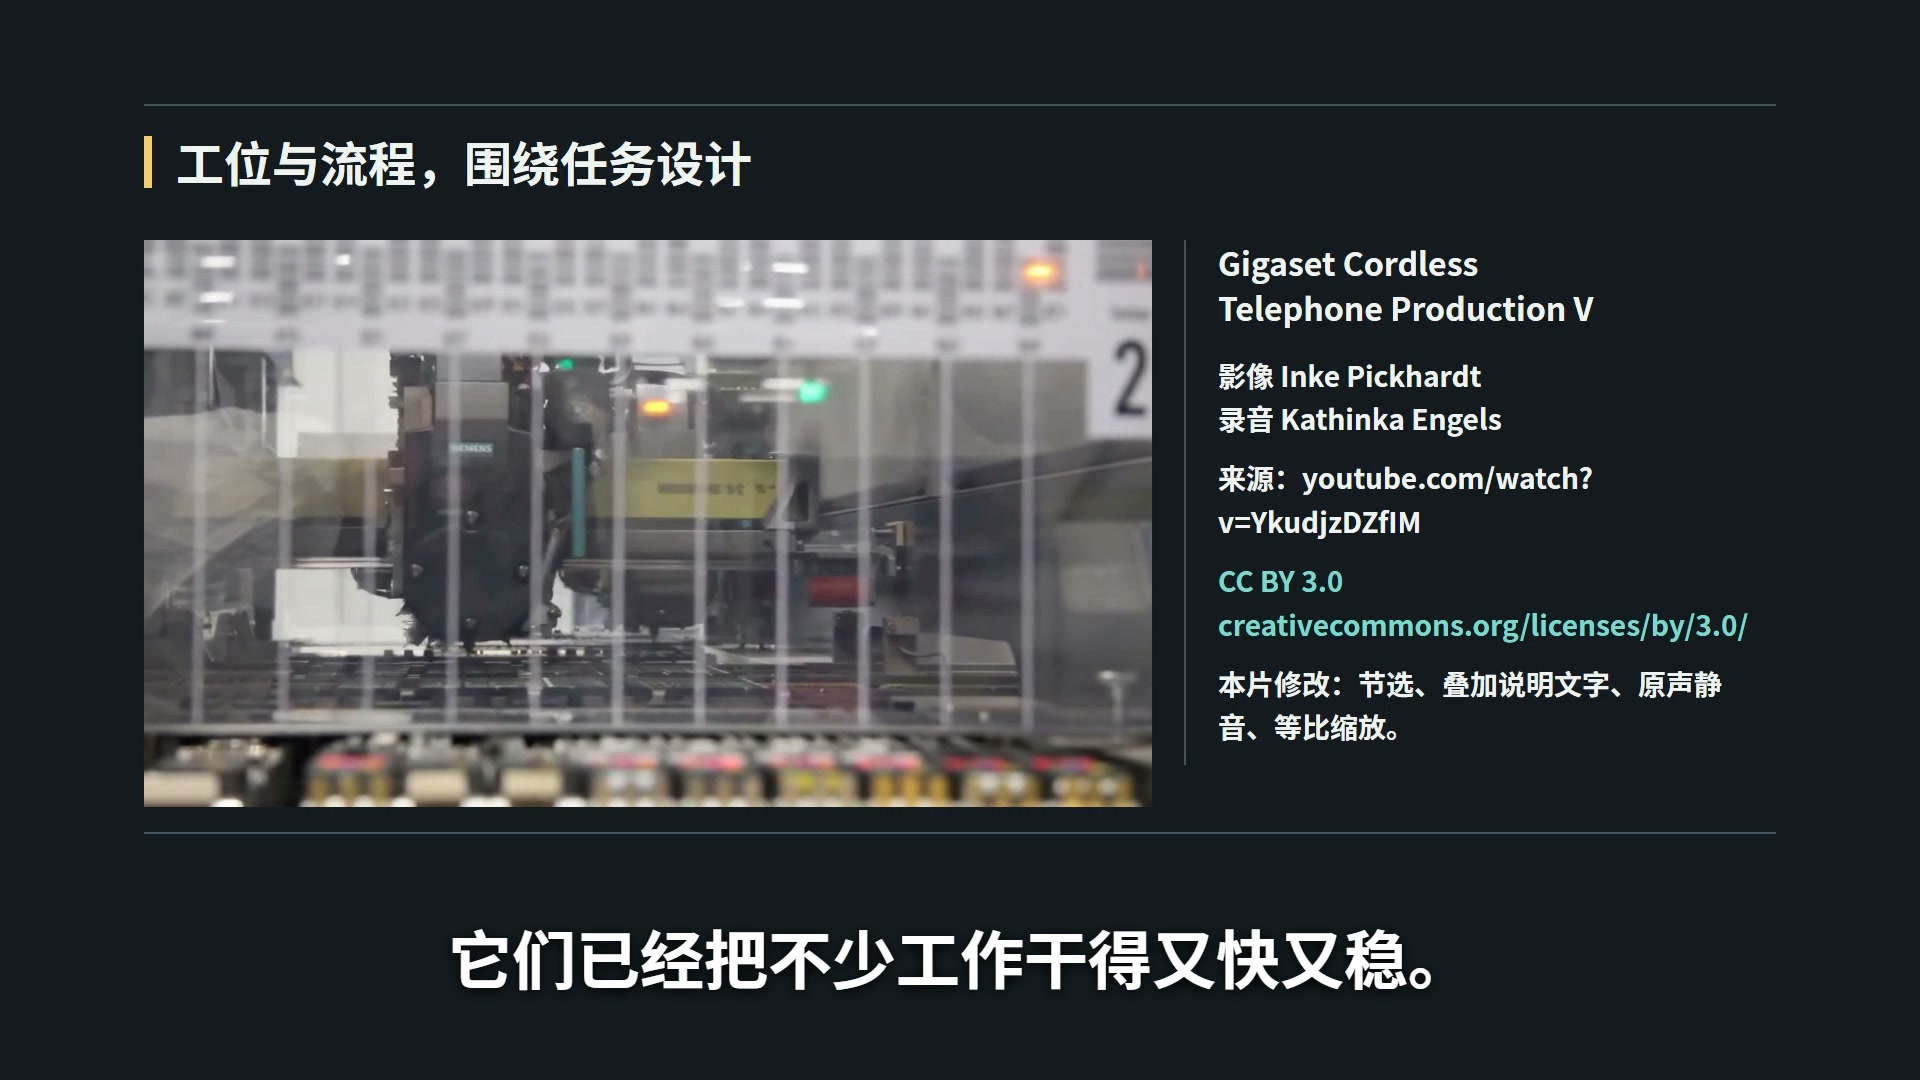 工位与流程，围绕任务设计
SIEMENS
2
Gigaset Cordless
Telephone Production V
影像 Inke Pickhardt
录音 Kathinka Engels
来源：youtube.com/watch?
v=YkudjzDZfIM
CC BY 3.0
creativecommons.org/licenses/by/3.0/
本片修改：节选、叠加说明文字、原声静
音、等比缩放。
它们已经把不少工作干得又快又稳。